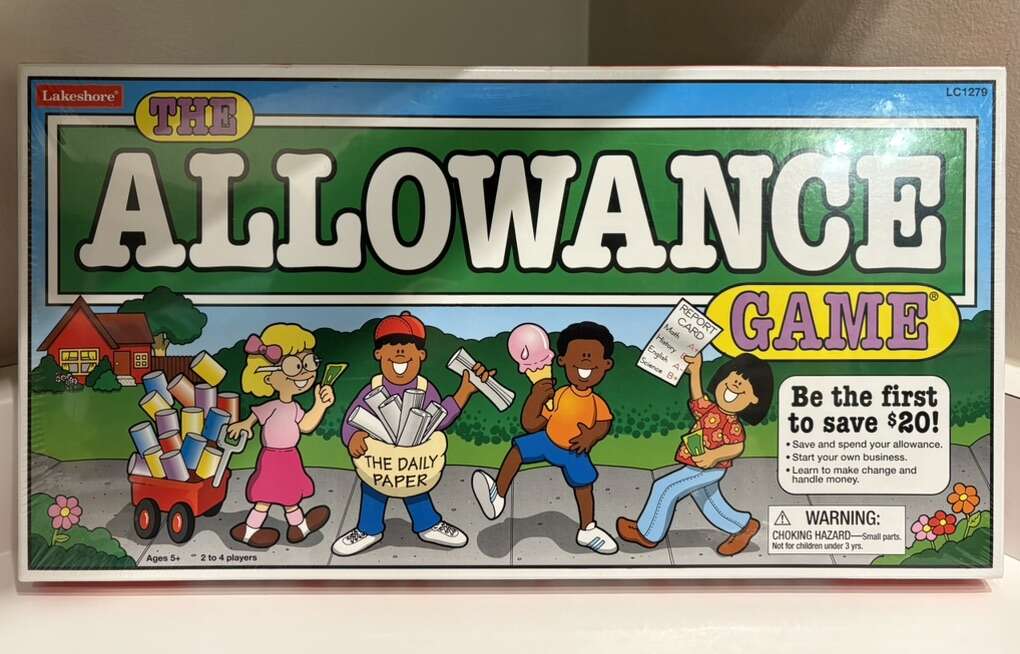 Lakeshore®
LC1279
THE
ALLOWANCE
GAME®
REPORT
CARD
Math A+
History
English A-
Science B+
THE DAILY
PAPER
Be the first
to save $20!
• Save and spend your allowance.
• Start your own business.
• Learn to make change and
handle money.
⚠ WARNING:
CHOKING HAZARD—Small parts.
Not for children under 3 yrs.
Ages 5+ 2 to 4 players